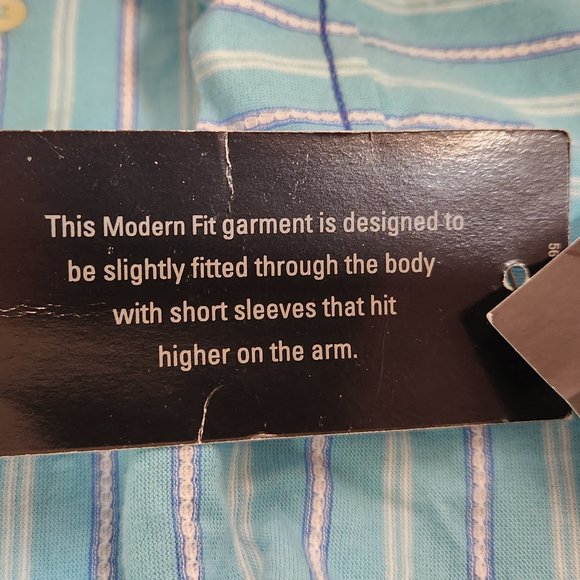 This Modern Fit garment is designed to
be slightly fitted through the body
with short sleeves that hit
higher on the arm.